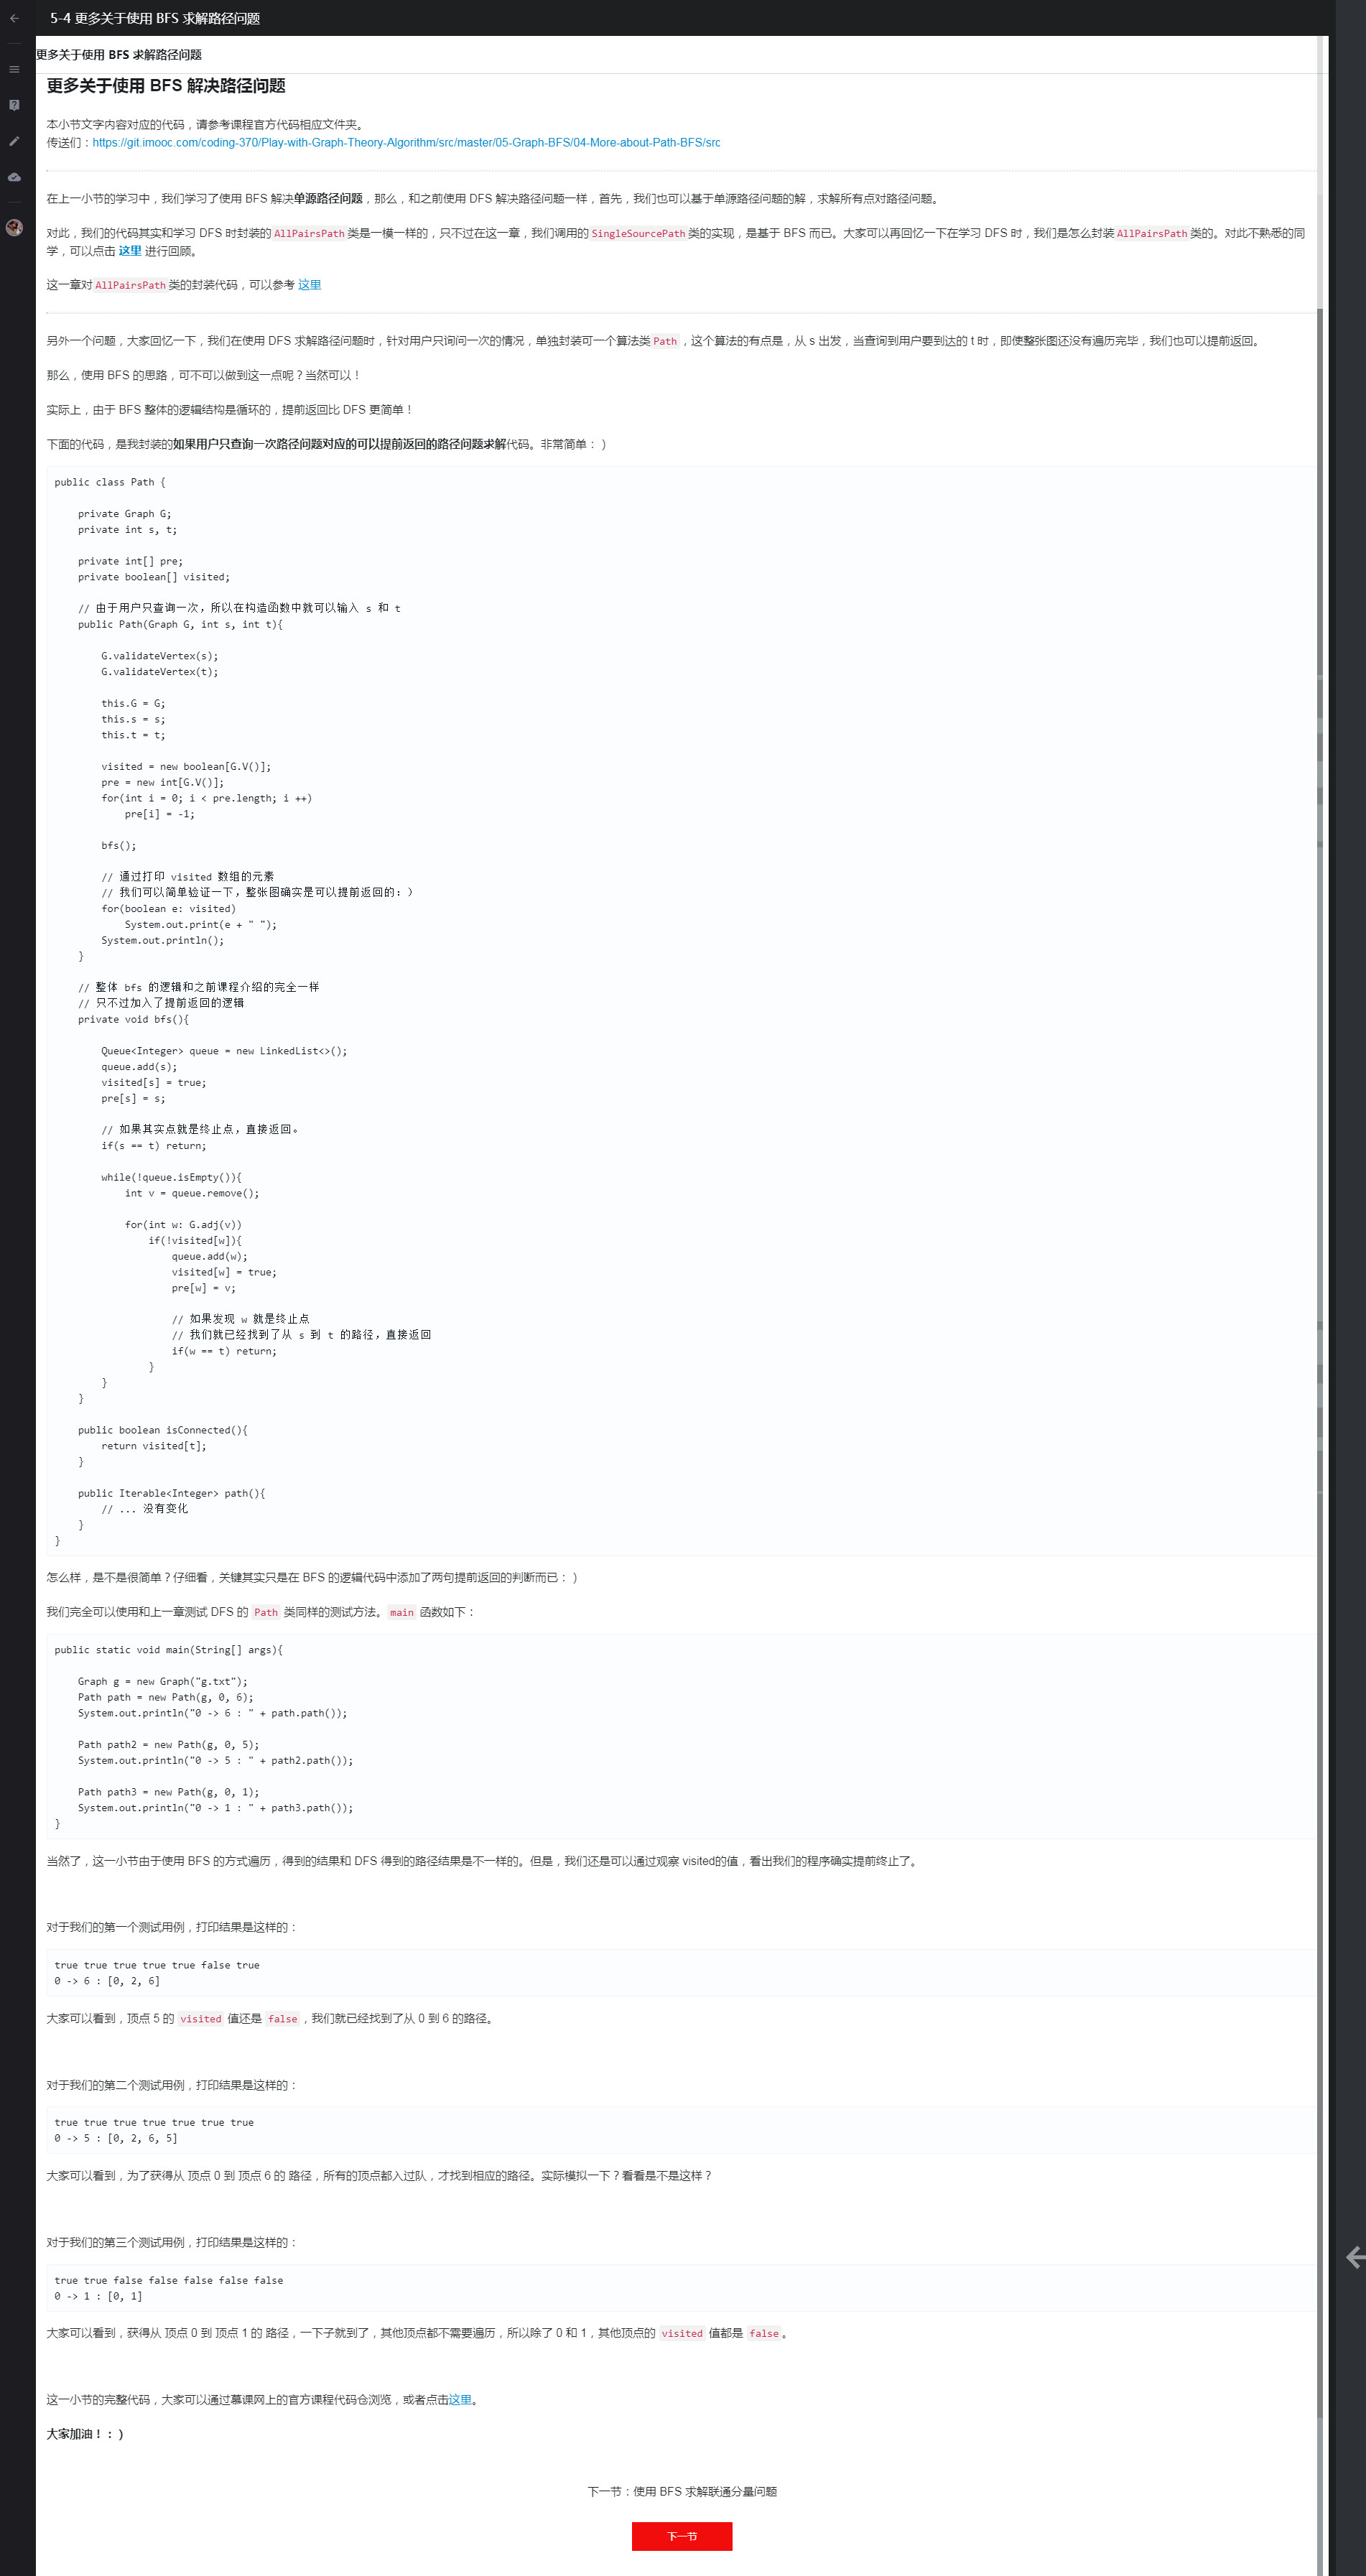 5-4 更多关于使用 BFS 求解路径问题
更多关于使用 BFS 求解路径问题
更多关于使用 BFS 解决路径问题
本小节文字内容对应的代码，请参考课程官方代码相应文件夹。
传送们：https://git.imooc.com/coding-370/Play-with-Graph-Theory-Algorithm/src/master/05-Graph-BFS/04-More-about-Path-BFS/src
在上一小节的学习中，我们学习了使用 BFS 解决单源路径问题，那么，和之前使用 DFS 解决路径问题一样，首先，我们也可以基于单源路径问题的解，求解所有点对路径问题。
对此，我们的代码其实和学习 DFS 时封装的 AllPairsPath 类是一模一样的，只不过在这一章，我们调用的 SingleSourcePath 类的实现，是基于 BFS 而已。大家可以再回忆一下在学习 DFS 时，我们是怎么封装 AllPairsPath 类的。对此不熟悉的同
学，可以点击 这里 进行回顾。
这一章对 AllPairsPath 类的封装代码，可以参考 这里
另外一个问题，大家回忆一下，我们在使用 DFS 求解路径问题时，针对用户只询问一次的情况，单独封装可一个算法类 Path ，这个算法的有点是，从 s 出发，当查询到用户要到达的 t 时，即使整张图还没有遍历完毕，我们也可以提前返回。
那么，使用 BFS 的思路，可不可以做到这一点呢？当然可以！
实际上，由于 BFS 整体的逻辑结构是循环的，提前返回比 DFS 更简单！
下面的代码，是我封装的如果用户只查询一次路径问题对应的可以提前返回的路径问题求解代码。非常简单：）
public class Path {
private Graph G;
private int s, t;
private int[] pre;
private boolean[] visited;
// 由于用户只查询一次，所以在构造函数中就可以输入 s 和 t
public Path(Graph G, int s, int t){
G.validateVertex(s);
G.validateVertex(t);
this.G = G;
this.s = s;
this.t = t;
visited = new boolean[G.V()];
pre = new int[G.V()];
for(int i = 0; i < pre.length; i ++)
pre[i] = -1;
bfs();
// 通过打印 visited 数组的元素
// 我们可以简单验证一下，整张图确实是可以提前返回的：）
for(boolean e: visited)
System.out.print(e + " ");
System.out.println();
}
// 整体 bfs 的逻辑和之前课程介绍的完全一样
// 只不过加入了提前返回的逻辑
private void bfs(){
Queue<Integer> queue = new LinkedList<>();
queue.add(s);
visited[s] = true;
pre[s] = s;
// 如果其实点就是终止点，直接返回。
if(s == t) return;
while(!queue.isEmpty()){
int v = queue.remove();
for(int w: G.adj(v))
if(!visited[w]){
queue.add(w);
visited[w] = true;
pre[w] = v;
// 如果发现 w 就是终止点
// 我们就已经找到了从 s 到 t 的路径，直接返回
if(w == t) return;
}
}
}
public boolean isConnected(){
return visited[t];
}
public Iterable<Integer> path(){
// ... 没有变化
}
}
怎么样，是不是很简单？仔细看，关键其实只是在 BFS 的逻辑代码中添加了两句提前返回的判断而已：）
我们完全可以使用和上一章测试 DFS 的 Path 类同样的测试方法。main 函数如下：
public static void main(String[] args){
Graph g = new Graph("g.txt");
Path path = new Path(g, 0, 6);
System.out.println("0 -> 6 : " + path.path());
Path path2 = new Path(g, 0, 5);
System.out.println("0 -> 5 : " + path2.path());
Path path3 = new Path(g, 0, 1);
System.out.println("0 -> 1 : " + path3.path());
}
当然了，这一小节由于使用 BFS 的方式遍历，得到的结果和 DFS 得到的路径结果是不一样的。但是，我们还是可以通过观察 visited的值，看出我们的程序确实提前终止了。
对于我们的第一个测试用例，打印结果是这样的：
true true true true true false true
0 -> 6 : [0, 2, 6]
大家可以看到，顶点 5 的 visited 值还是 false ，我们就已经找到了从 0 到 6 的路径。
对于我们的第二个测试用例，打印结果是这样的：
true true true true true true true
0 -> 5 : [0, 2, 6, 5]
大家可以看到，为了获得从 顶点 0 到 顶点 6 的 路径，所有的顶点都入过队，才找到相应的路径。实际模拟一下？看看是不是这样？
对于我们的第三个测试用例，打印结果是这样的：
true true false false false false false
0 -> 1 : [0, 1]
大家可以看到，获得从 顶点 0 到 顶点 1 的 路径，一下子就到了，其他顶点都不需要遍历，所以除了 0 和 1，其他顶点的 visited 值都是 false 。
这一小节的完整代码，大家可以通过慕课网上的官方课程代码仓浏览，或者点击这里。
大家加油！：）
下一节：使用 BFS 求解联通分量问题
下一节